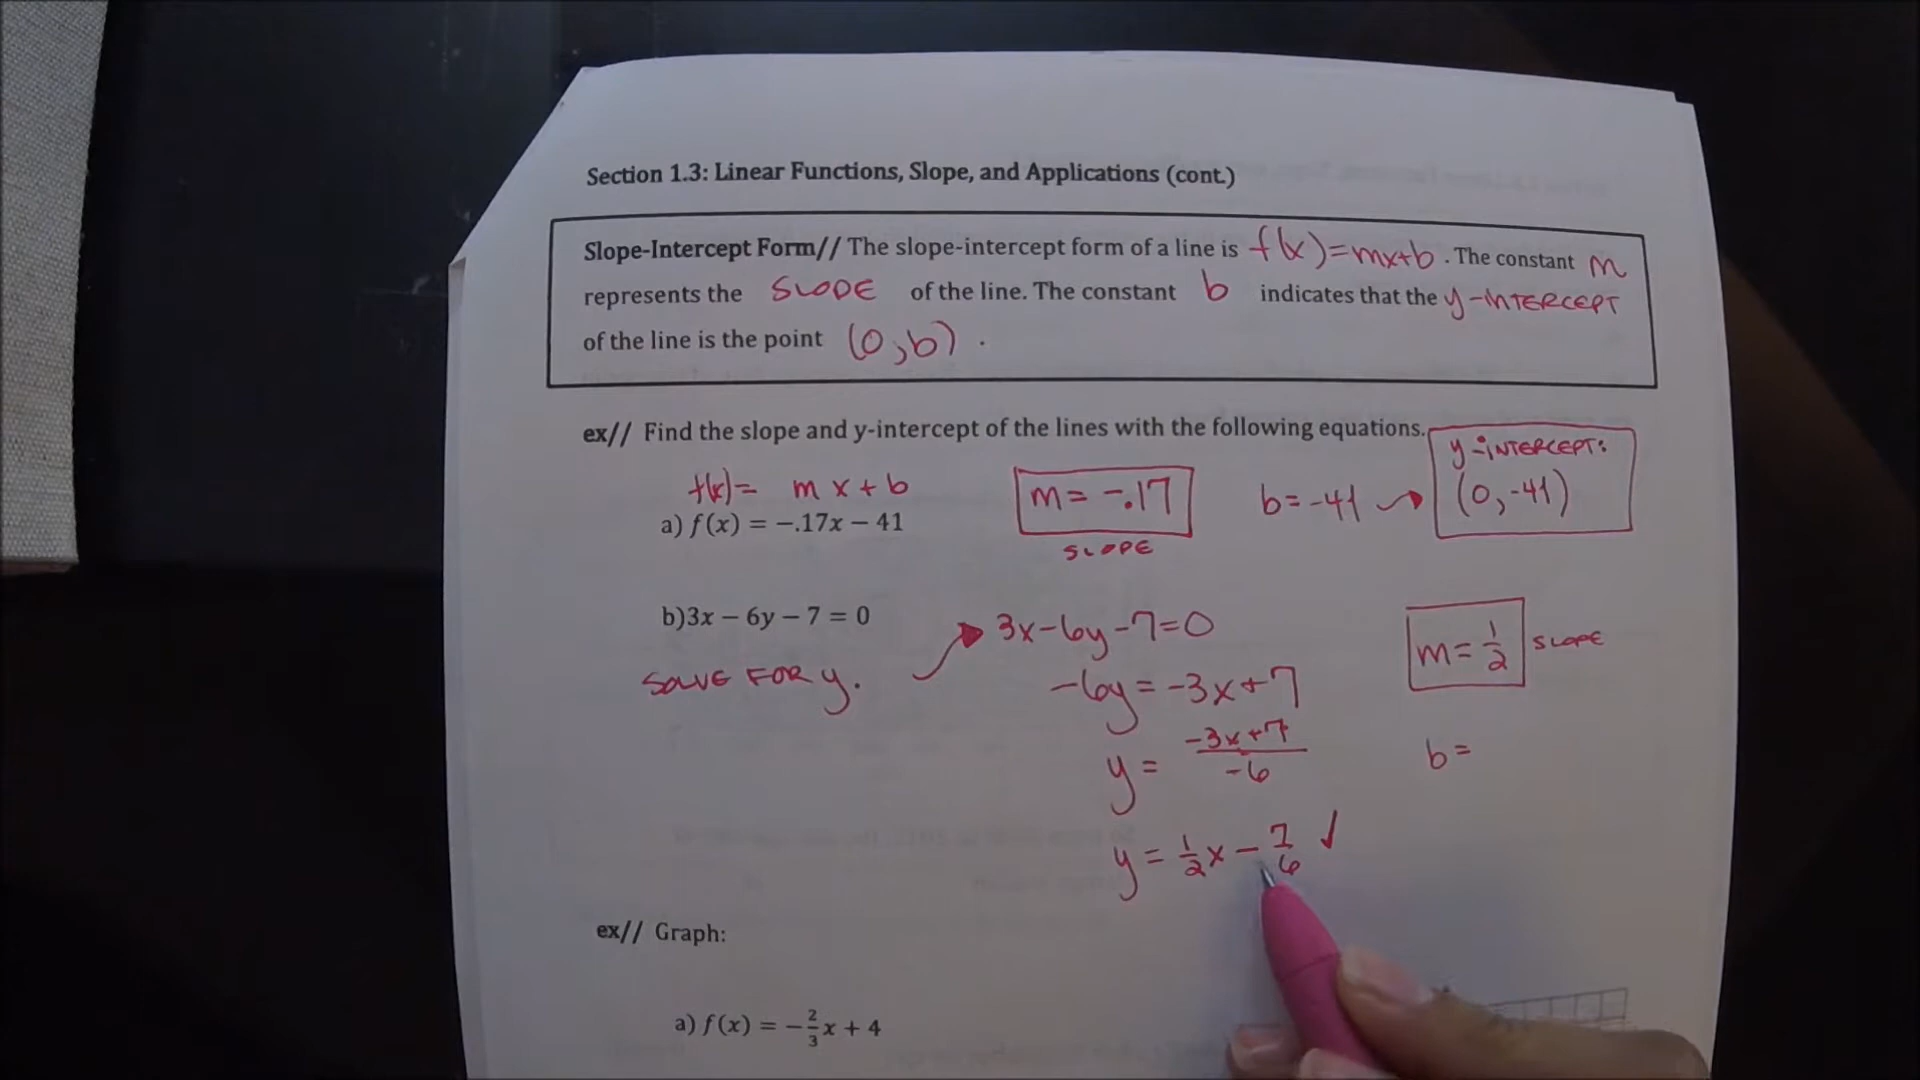 Section 1.3: Linear Functions, Slope, and Applications (cont.)
Slope-Intercept Form// The slope-intercept form of a line is f(x)=mx+b. The constant m
represents the SLOPE of the line. The constant b indicates that the y-INTERCEPT
of the line is the point (0,b).
ex// Find the slope and y-intercept of the lines with the following equations.
f(x)= mx+b
a) f(x) = −.17x − 41
m= -.17
SLOPE
b=-41
y-INTERCEPT:
(0,-41)
b)3x − 6y − 7 = 0
SOLVE FOR y.
3x-6y-7=0
-6y=-3x+7
y= -3x+7/-6
y=1/2x-7/6 ✓
m=1/2 SLOPE
b=
ex// Graph:
a) f(x) = −2/3x + 4